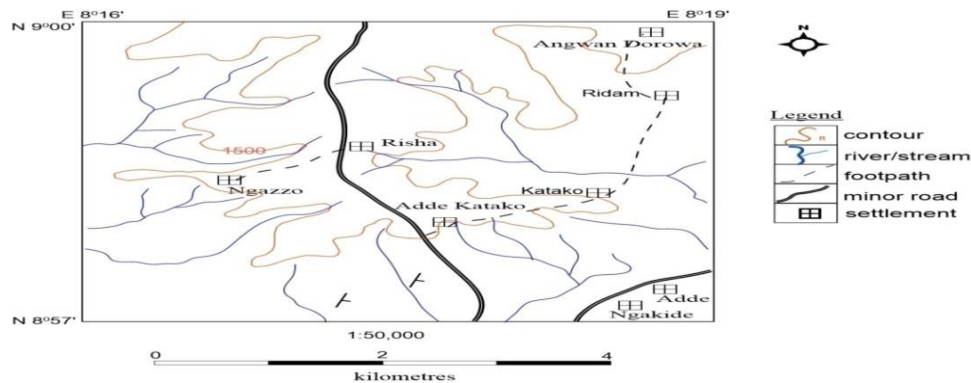 E 8°16'
E 8°19'
N 9°00'
N
Angwan Dorowa
Ridam
Legend
contour
ft
river/stream
footpath
minor road
settlement
Risha
1500
Ngazzo
Katako
Adde Katako
Adde
Ngakide
N 8°57'
1:50,000
0 2 4
kilometres